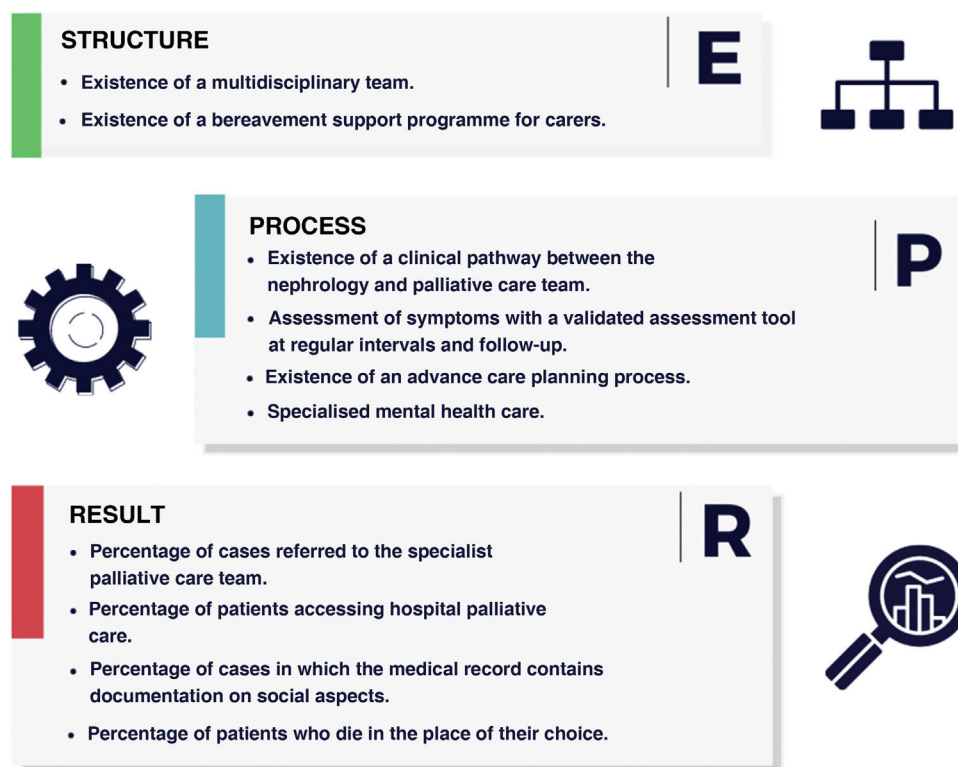 STRUCTURE
E
• Existence of a multidisciplinary team.
• Existence of a bereavement support programme for carers.
PROCESS
P
• Existence of a clinical pathway between the
nephrology and palliative care team.
• Assessment of symptoms with a validated assessment tool
at regular intervals and follow-up.
• Existence of an advance care planning process.
• Specialised mental health care.
RESULT
R
• Percentage of cases referred to the specialist
palliative care team.
• Percentage of patients accessing hospital palliative
care.
• Percentage of cases in which the medical record contains
documentation on social aspects.
• Percentage of patients who die in the place of their choice.